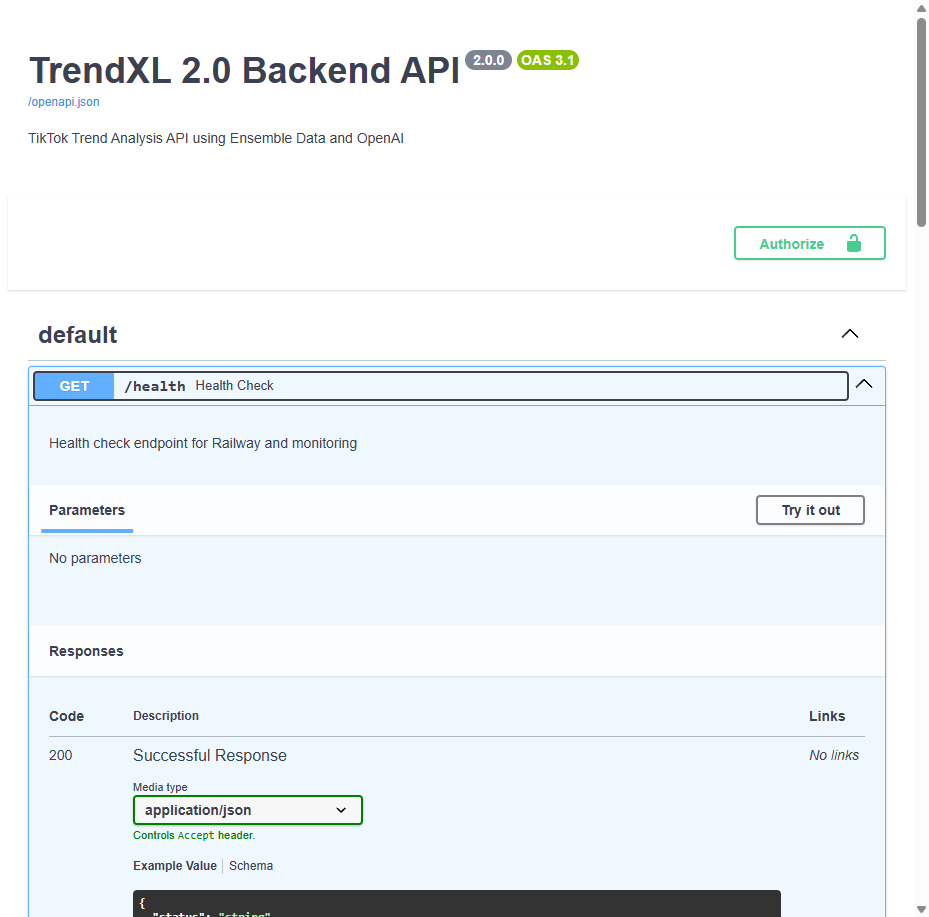 TrendXL 2.0 Backend API 2.0.0 OAS 3.1
/openapi.json
TikTok Trend Analysis API using Ensemble Data and OpenAI
Authorize
default
GET /health Health Check
Health check endpoint for Railway and monitoring
Parameters
Try it out
No parameters
Responses
Code Description Links
200 Successful Response No links
Media type
application/json
Controls Accept header.
Example Value Schema
{
"status": "string"